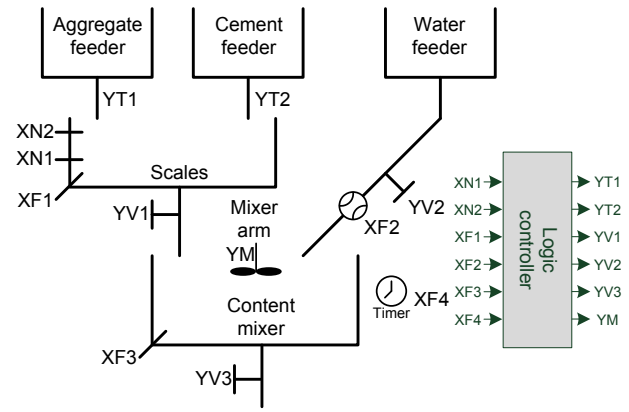 Aggregate
feeder
Cement
feeder
Water
feeder
YT1
YT2
XN2
XN1
XF1
Scales
YV1
Mixer
arm
YM
YV2
XF2
Content
mixer
XF3
YV3
Timer
XF4
XN1
XN2
XF1
XF2
XF3
XF4
Logic
controller
YT1
YT2
YV1
YV2
YV3
YM